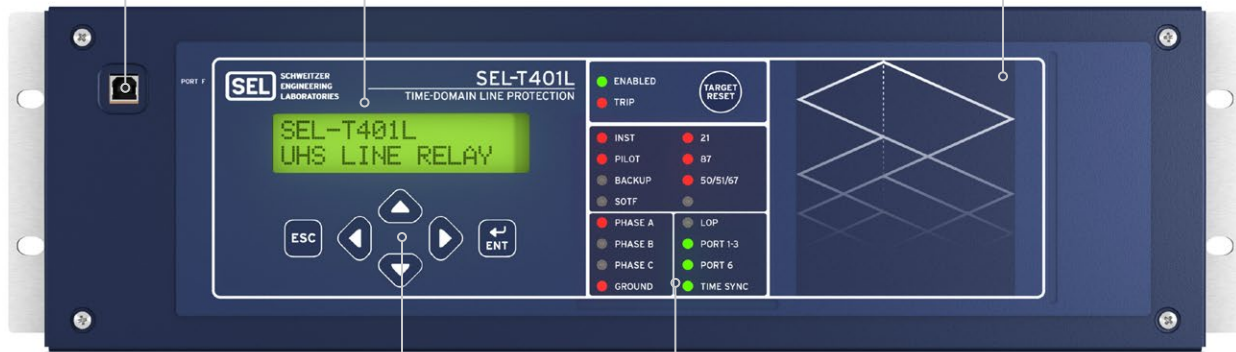 PORT F
SEL
SCHWEITZER
ENGINEERING
LABORATORIES
SEL-T401L
TIME-DOMAIN LINE PROTECTION
SEL-T401L
UHS LINE RELAY
ESC
ENT
ENABLED
TRIP
TARGET
RESET
INST
PILOT
BACKUP
SOTF
21
87
50/51/67
PHASE A
PHASE B
PHASE C
GROUND
LOP
PORT 1-3
PORT 6
TIME SYNC